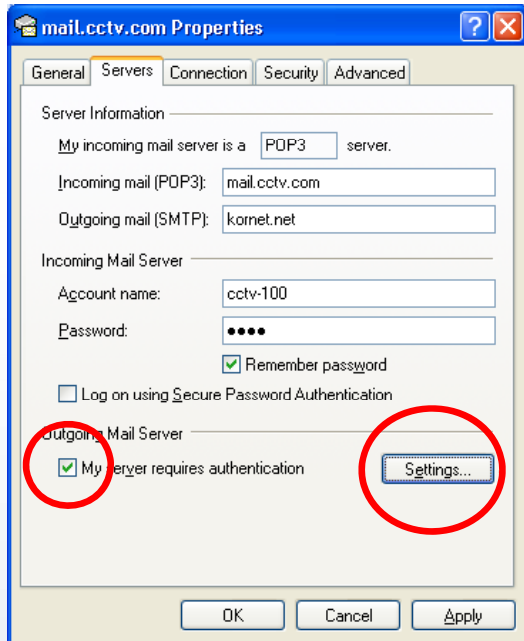 mail.cctv.com Properties
General Servers Connection Security Advanced
Server Information
My incoming mail server is a POP3 server.
Incoming mail (POP3): mail.cctv.com
Outgoing mail (SMTP): kornet.net
Incoming Mail Server
Account name: cctv-100
Password: ●●●●
Remember password
Log on using Secure Password Authentication
Outgoing Mail Server
My server requires authentication Settings...
OK Cancel Apply